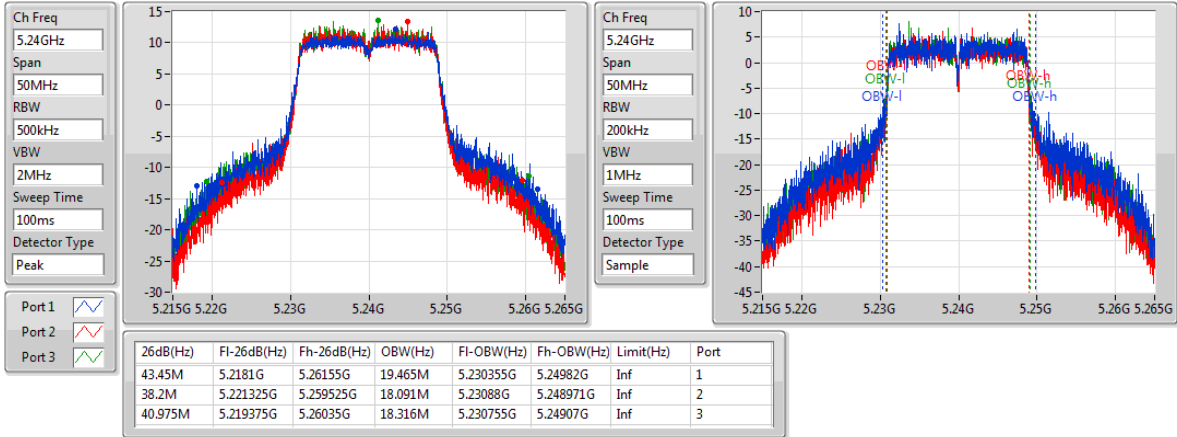 Ch Freq
5.24GHz
Span
50MHz
RBW
500kHz
VBW
2MHz
Sweep Time
100ms
Detector Type
Peak
Port 1
Port 2
Port 3
15
10
5
0
-5
-10
-15
-20
-25
-30
5.215G 5.22G 5.23G 5.24G 5.25G 5.26G 5.265G
Ch Freq
5.24GHz
Span
50MHz
RBW
200kHz
VBW
1MHz
Sweep Time
100ms
Detector Type
Sample
10
5
0
-5
-10
-15
-20
-25
-30
-35
-40
-45
OBW-l
OBW-l
OBW-l
OBW-h
OBW-h
OBW-h
5.215G 5.22G 5.23G 5.24G 5.25G 5.26G 5.265G
26dB(Hz) Fl-26dB(Hz) Fh-26dB(Hz) OBW(Hz) Fl-OBW(Hz) Fh-OBW(Hz) Limit(Hz) Port
43.45M 5.2181G 5.26155G 19.465M 5.230355G 5.24982G Inf 1
38.2M 5.221325G 5.259525G 18.091M 5.23088G 5.248971G Inf 2
40.975M 5.219375G 5.26035G 18.316M 5.230755G 5.24907G Inf 3